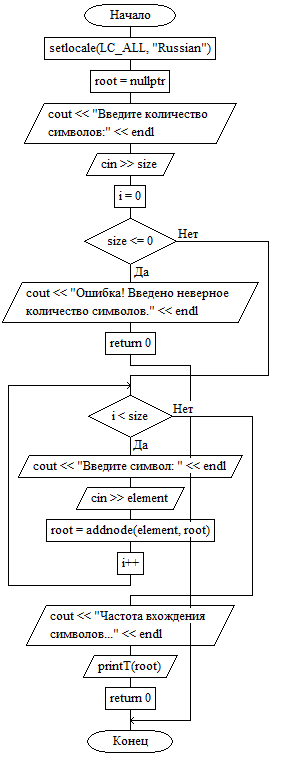 Начало
setlocale(LC_ALL, "Russian")
root = nullptr
cout << "Введите количество
символов:" << endl
cin >> size
i = 0
size <= 0
Нет
Да
cout << "Ошибка! Введено неверное
количество символов." << endl
return 0
i < size
Нет
Да
cout << "Введите символ: " << endl
cin >> element
root = addnode(element, root)
i++
cout << "Частота вхождения
символов..." << endl
printT(root)
return 0
Конец